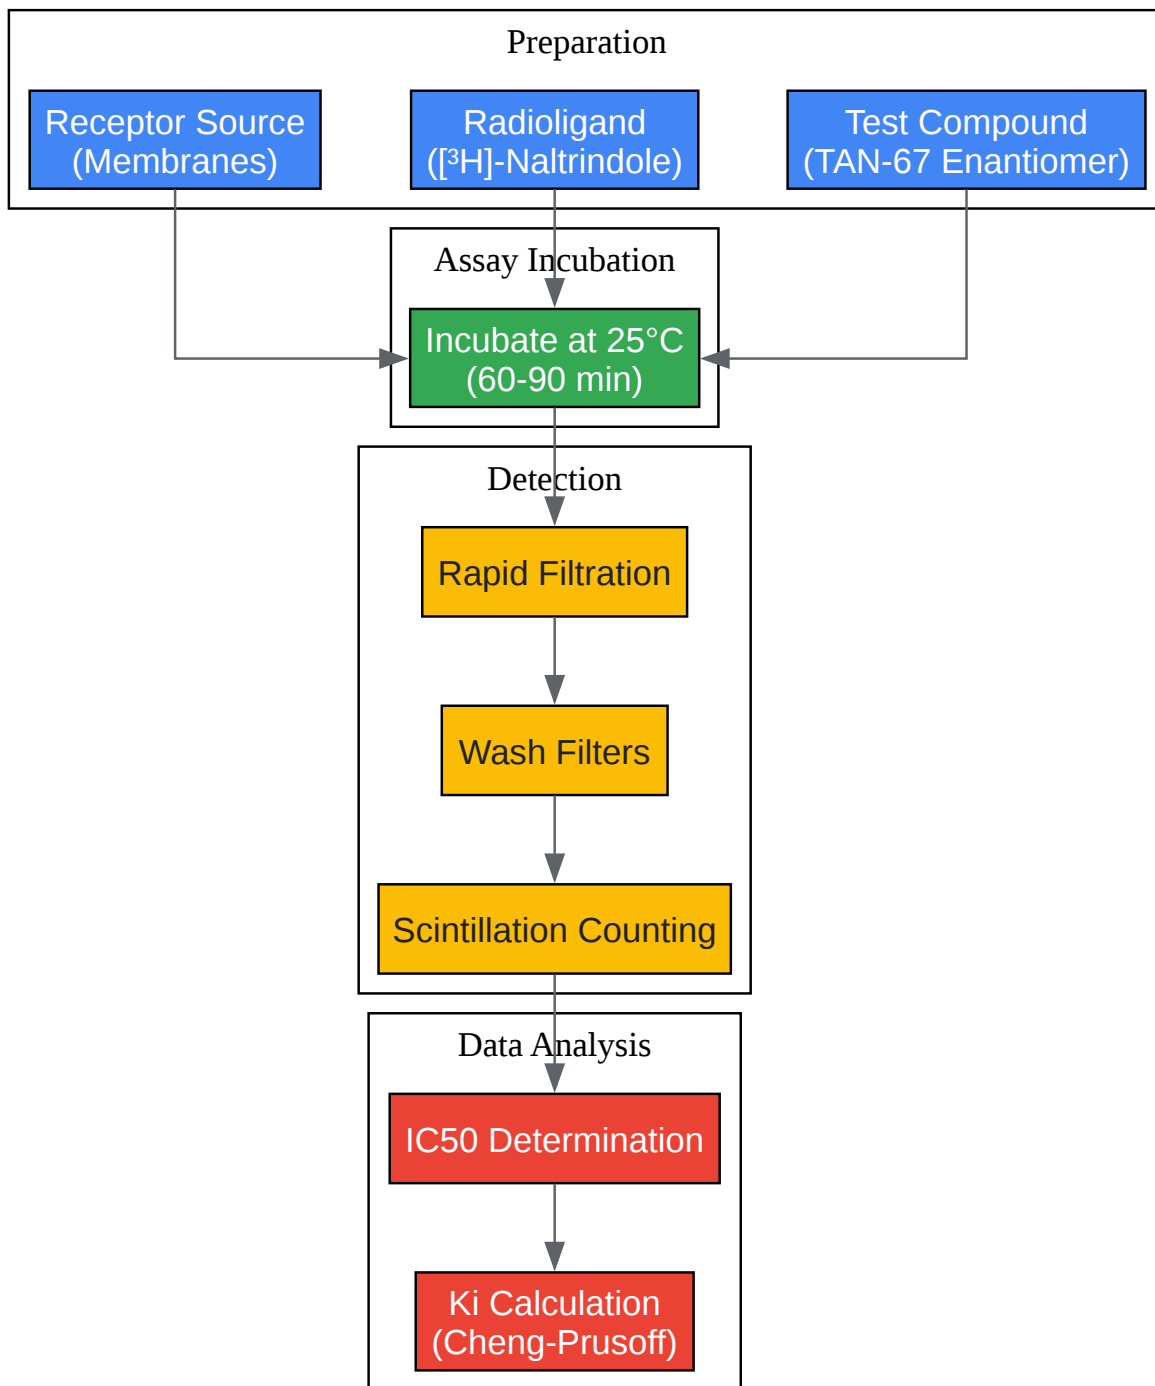 Preparation
Receptor Source
(Membranes)
Radioligand
([³H]-Naltrindole)
Test Compound
(TAN-67 Enantiomer)
Assay Incubation
Incubate at 25°C
(60-90 min)
Detection
Rapid Filtration
Wash Filters
Scintillation Counting
Data Analysis
IC50 Determination
Ki Calculation
(Cheng-Prusoff)